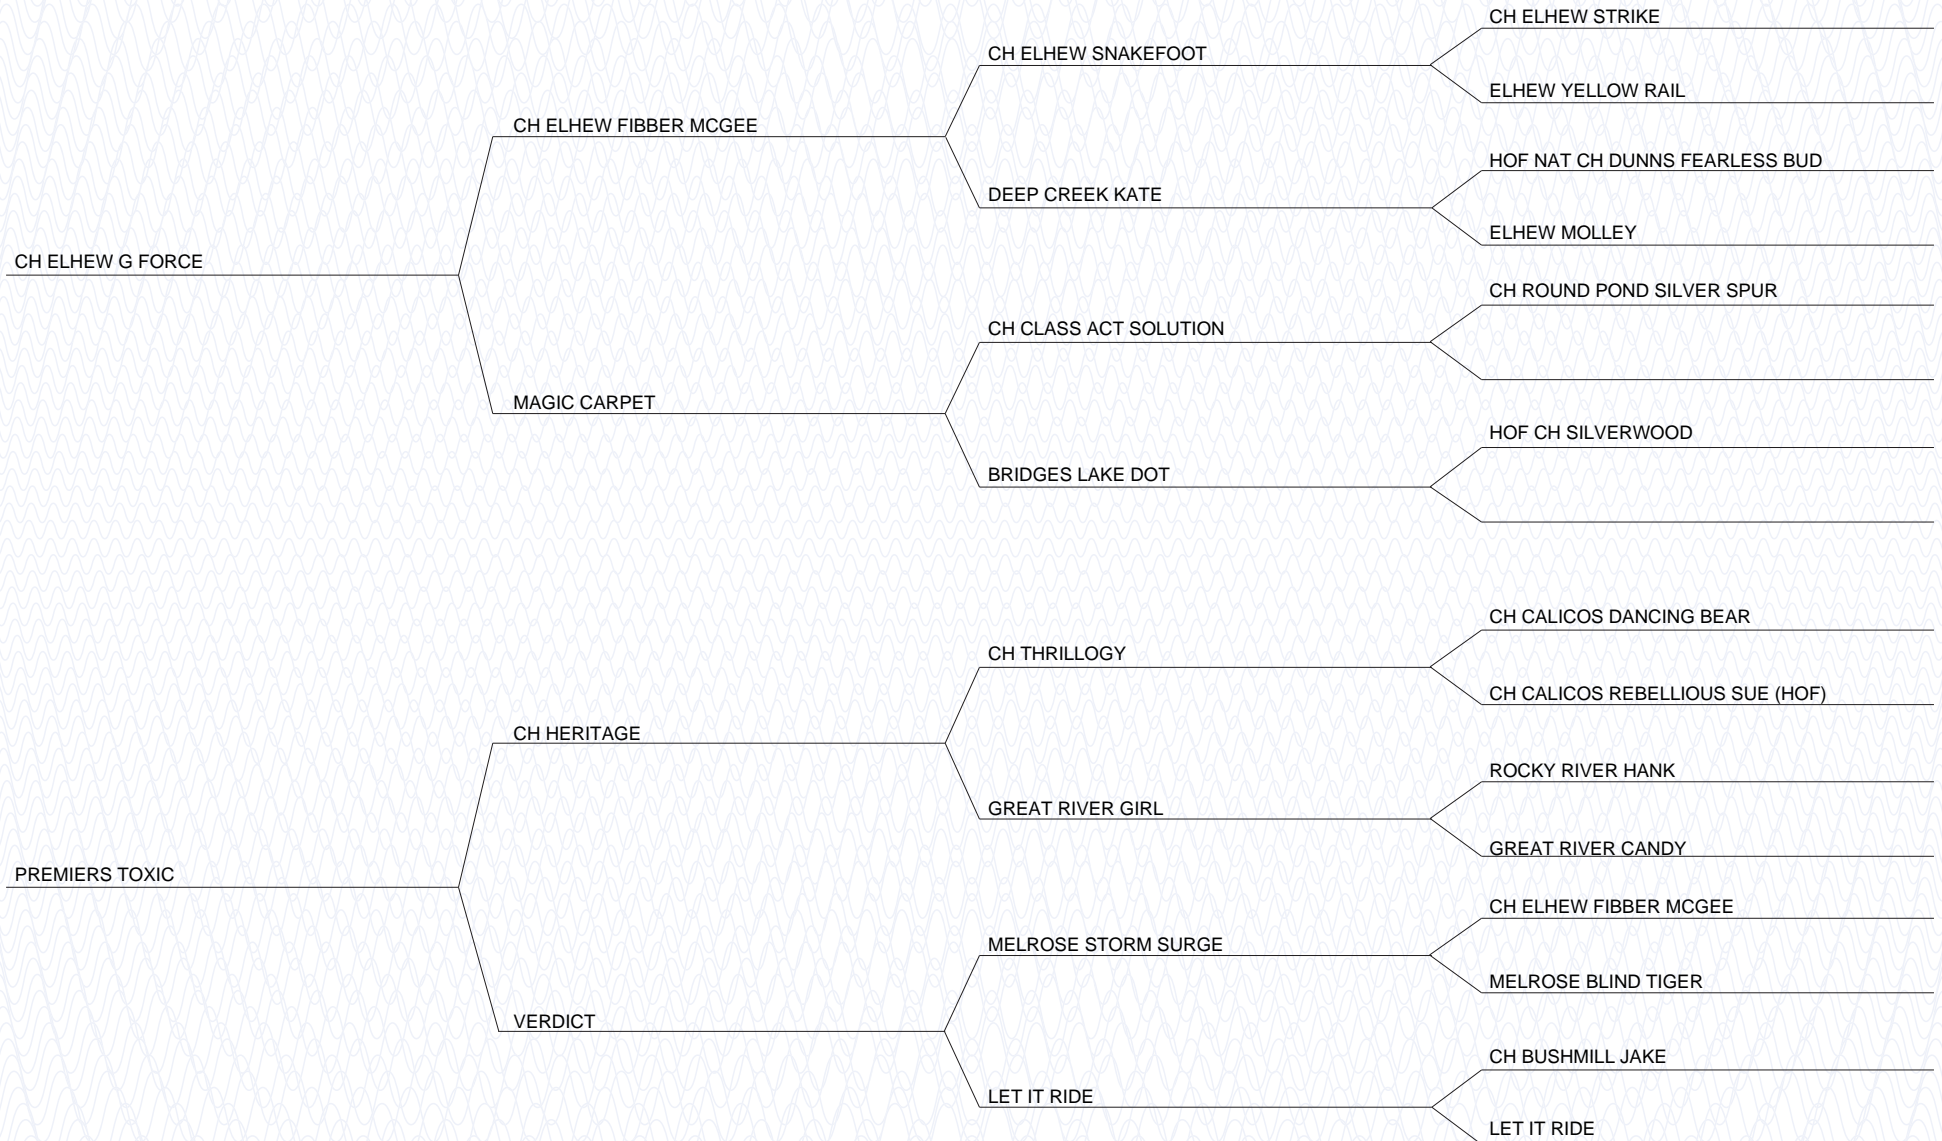 CH ELHEW STRIKE
CH ELHEW SNAKEFOOT
ELHEW YELLOW RAIL
CH ELHEW FIBBER MCGEE
HOF NAT CH DUNNS FEARLESS BUD
DEEP CREEK KATE
ELHEW MOLLEY
CH ELHEW G FORCE
CH ROUND POND SILVER SPUR
CH CLASS ACT SOLUTION
MAGIC CARPET
HOF CH SILVERWOOD
BRIDGES LAKE DOT
CH CALICOS DANCING BEAR
CH THRILLOGY
CH CALICOS REBELLIOUS SUE (HOF)
CH HERITAGE
ROCKY RIVER HANK
GREAT RIVER GIRL
GREAT RIVER CANDY
PREMIERS TOXIC
CH ELHEW FIBBER MCGEE
MELROSE STORM SURGE
MELROSE BLIND TIGER
VERDICT
CH BUSHMILL JAKE
LET IT RIDE
LET IT RIDE